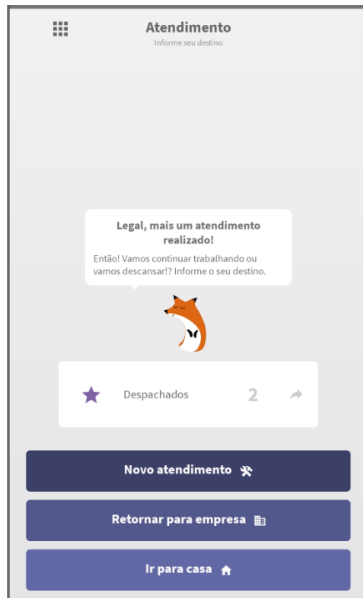 Atendimento
Informe seu destino
Legal, mais um atendimento
realizado!
Então! Vamos continuar trabalhando ou
vamos descansar!? Informe o seu destino.
Despachados 2
Novo atendimento
Retornar para empresa
Ir para casa